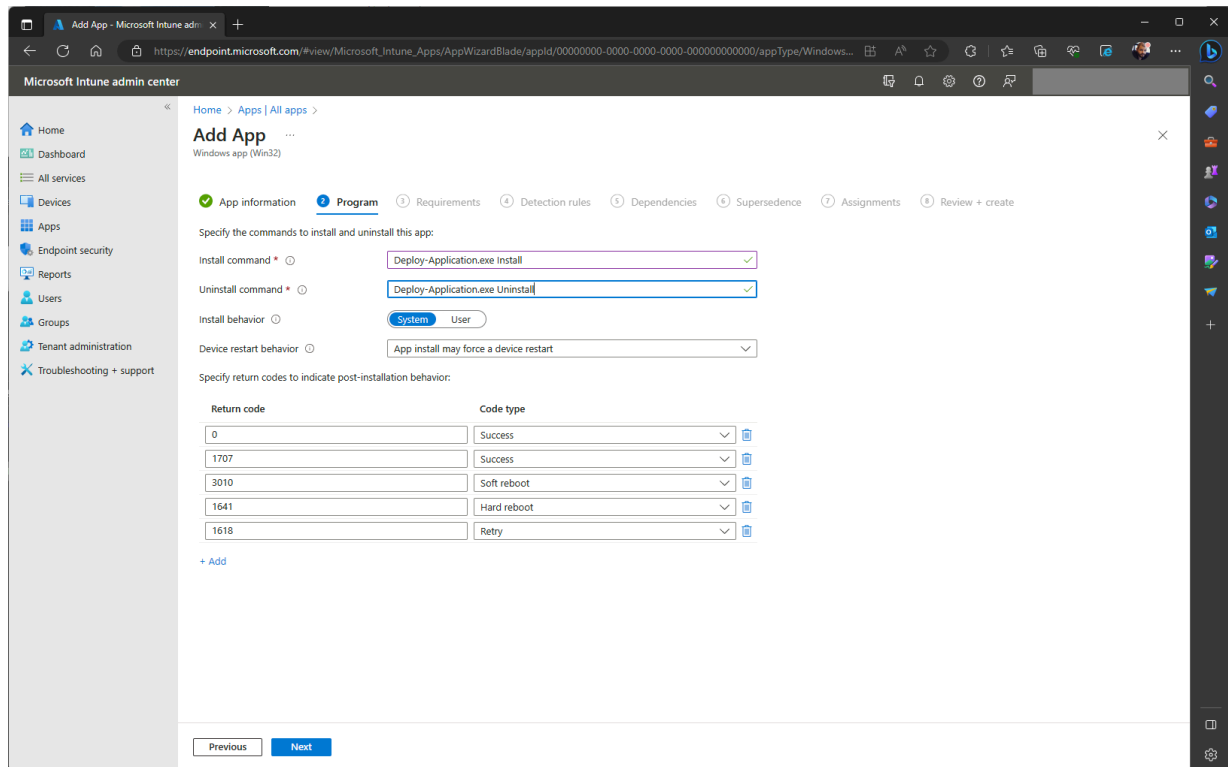 Add App - Microsoft Intune adm
https://endpoint.microsoft.com/#view/Microsoft_Intune_Apps/AppWizardBlade/appId/00000000-0000-0000-0000-000000000000/appType/Windows...
Microsoft Intune admin center
Home
Dashboard
All services
Devices
Apps
Endpoint security
Reports
Users
Groups
Tenant administration
Troubleshooting + support
Home > Apps | All apps >
Add App ...
Windows app (Win32)
App information 2 Program 3 Requirements 4 Detection rules 5 Dependencies 6 Supersedence 7 Assignments 8 Review + create
Specify the commands to install and uninstall this app:
Install command * Deploy-Application.exe Install
Uninstall command * Deploy-Application.exe Uninstall
Install behavior System User
Device restart behavior App install may force a device restart
Specify return codes to indicate post-installation behavior:
Return code Code type
0 Success
1707 Success
3010 Soft reboot
1641 Hard reboot
1618 Retry
+ Add
Previous Next